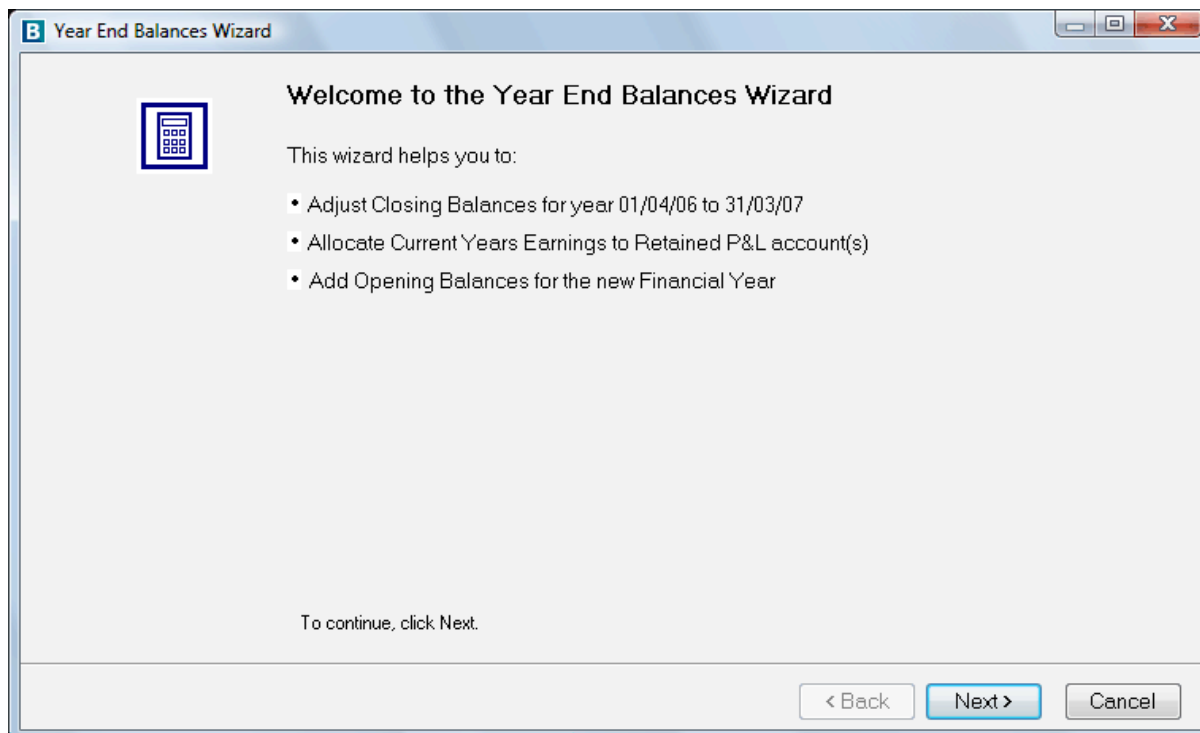 B Year End Balances Wizard
Welcome to the Year End Balances Wizard
This wizard helps you to:
• Adjust Closing Balances for year 01/04/06 to 31/03/07
• Allocate Current Years Earnings to Retained P&L account(s)
• Add Opening Balances for the new Financial Year
To continue, click Next.
< Back Next > Cancel